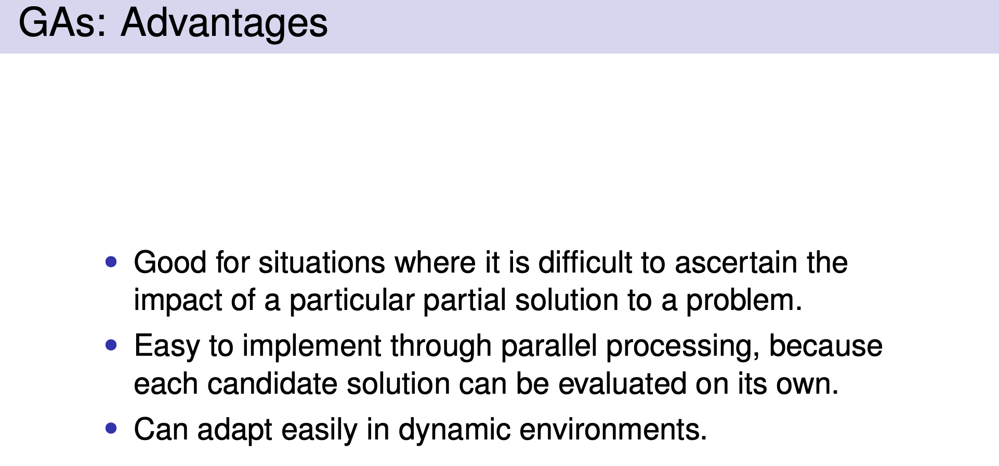 GAs: Advantages
• Good for situations where it is difficult to ascertain the
impact of a particular partial solution to a problem.
• Easy to implement through parallel processing, because
each candidate solution can be evaluated on its own.
• Can adapt easily in dynamic environments.